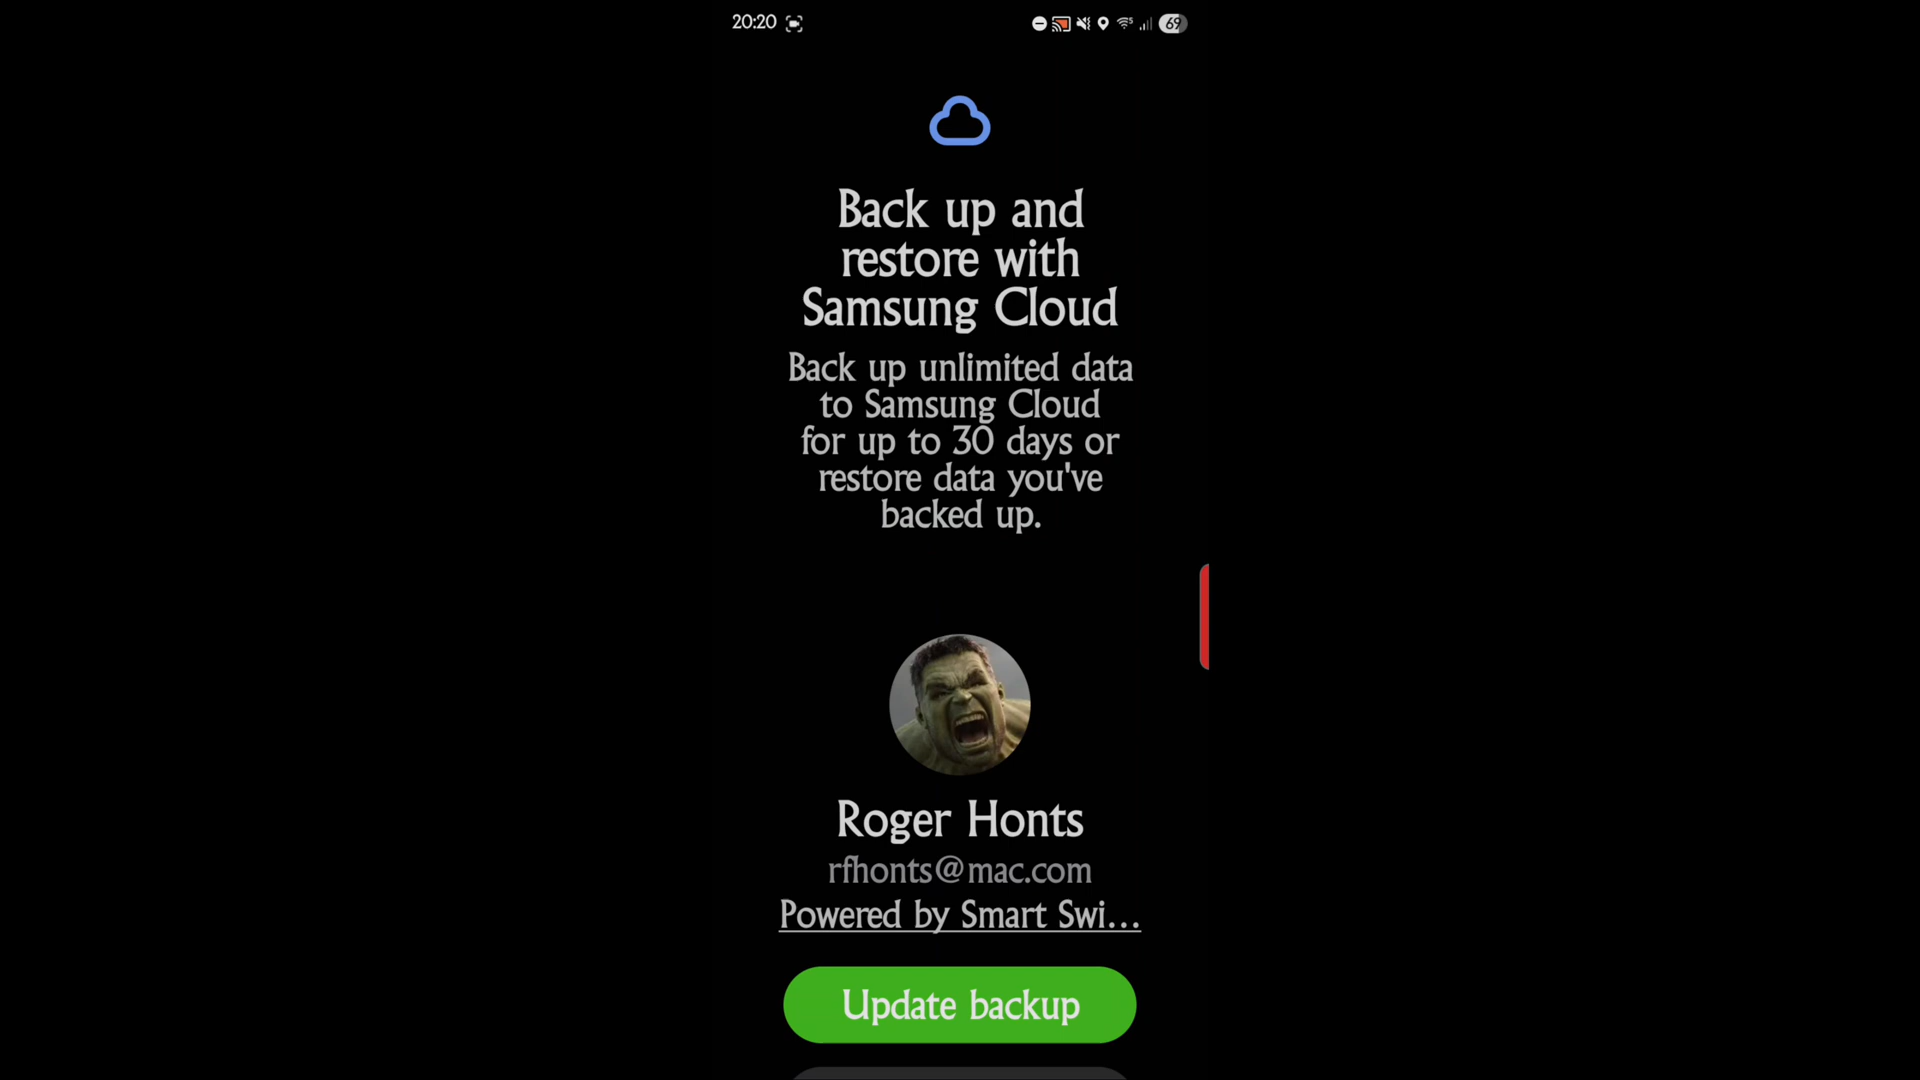 20:20
69
Back up and
restore with
Samsung Cloud
Back up unlimited data
to Samsung Cloud
for up to 30 days or
restore data you've
backed up.
Roger Honts
rfhonts@mac.com
Powered by Smart Swi...
Update backup